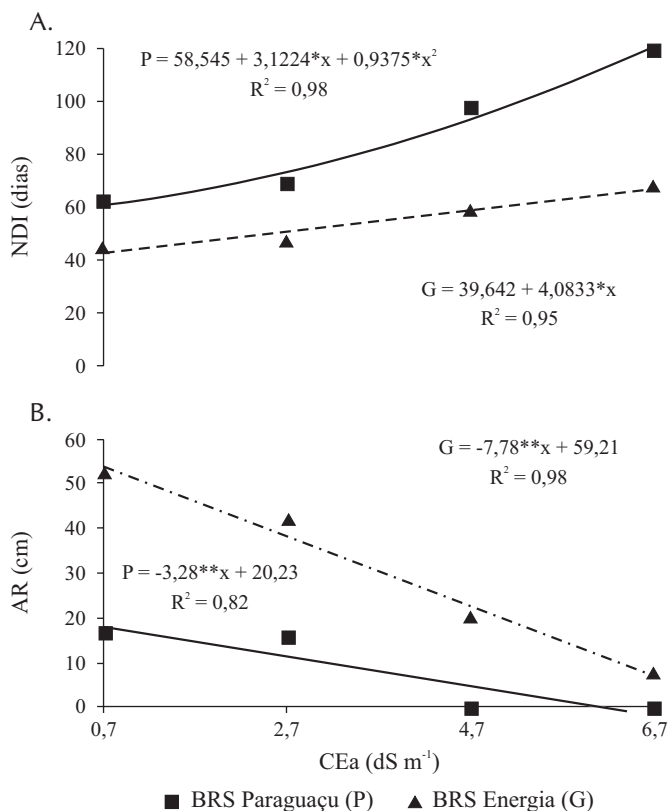 A.
120
100
80
60
40
20
0
NDI (dias)
P = 58,545 + 3,1224*x + 0,9375*x²
R² = 0,98
G = 39,642 + 4,0833*x
R² = 0,95
B.
60
50
40
30
20
10
0
AR (cm)
G = -7,78**x + 59,21
R² = 0,98
P = -3,28**x + 20,23
R² = 0,82
0,7 2,7 4,7 6,7
CEa (dS m⁻¹)
BRS Paraguaçu (P) BRS Energia (G)